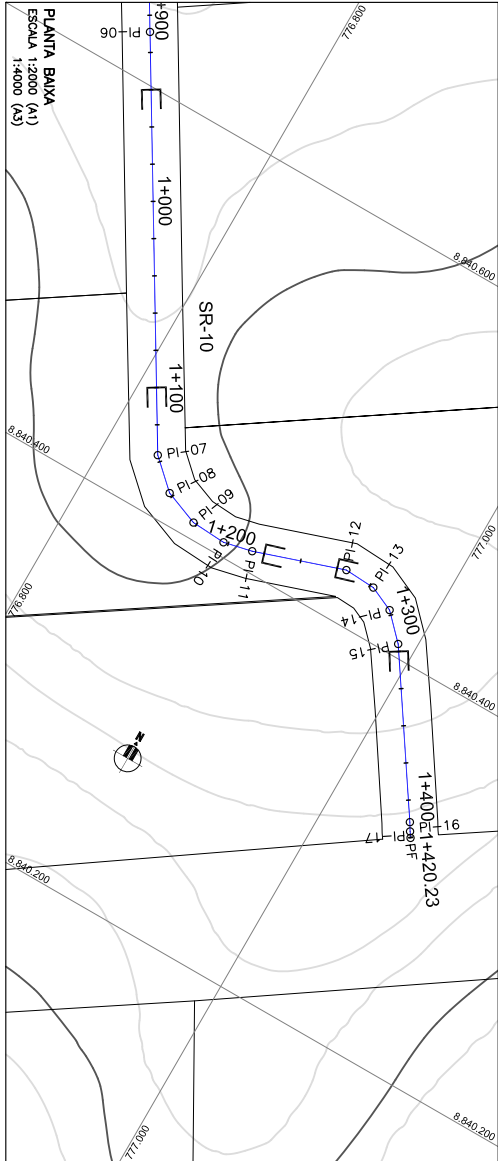 PLANTA BAIXA
ESCALA 1:2000 (A1)
1:4000 (A3)
+900
PI-06
776.800
8.840.600
1+000
SR-10
1+100
8.840.400
PI-07
PI-08
PI-09
1+200
PI-10
PI-11
PI-12
PI-13
777.000
776.800
1+300
PI-14
PI-15
8.840.400
N
1+400
PI-16
PI-17
PF
1+420.23
8.840.200
8.840.200
777.000